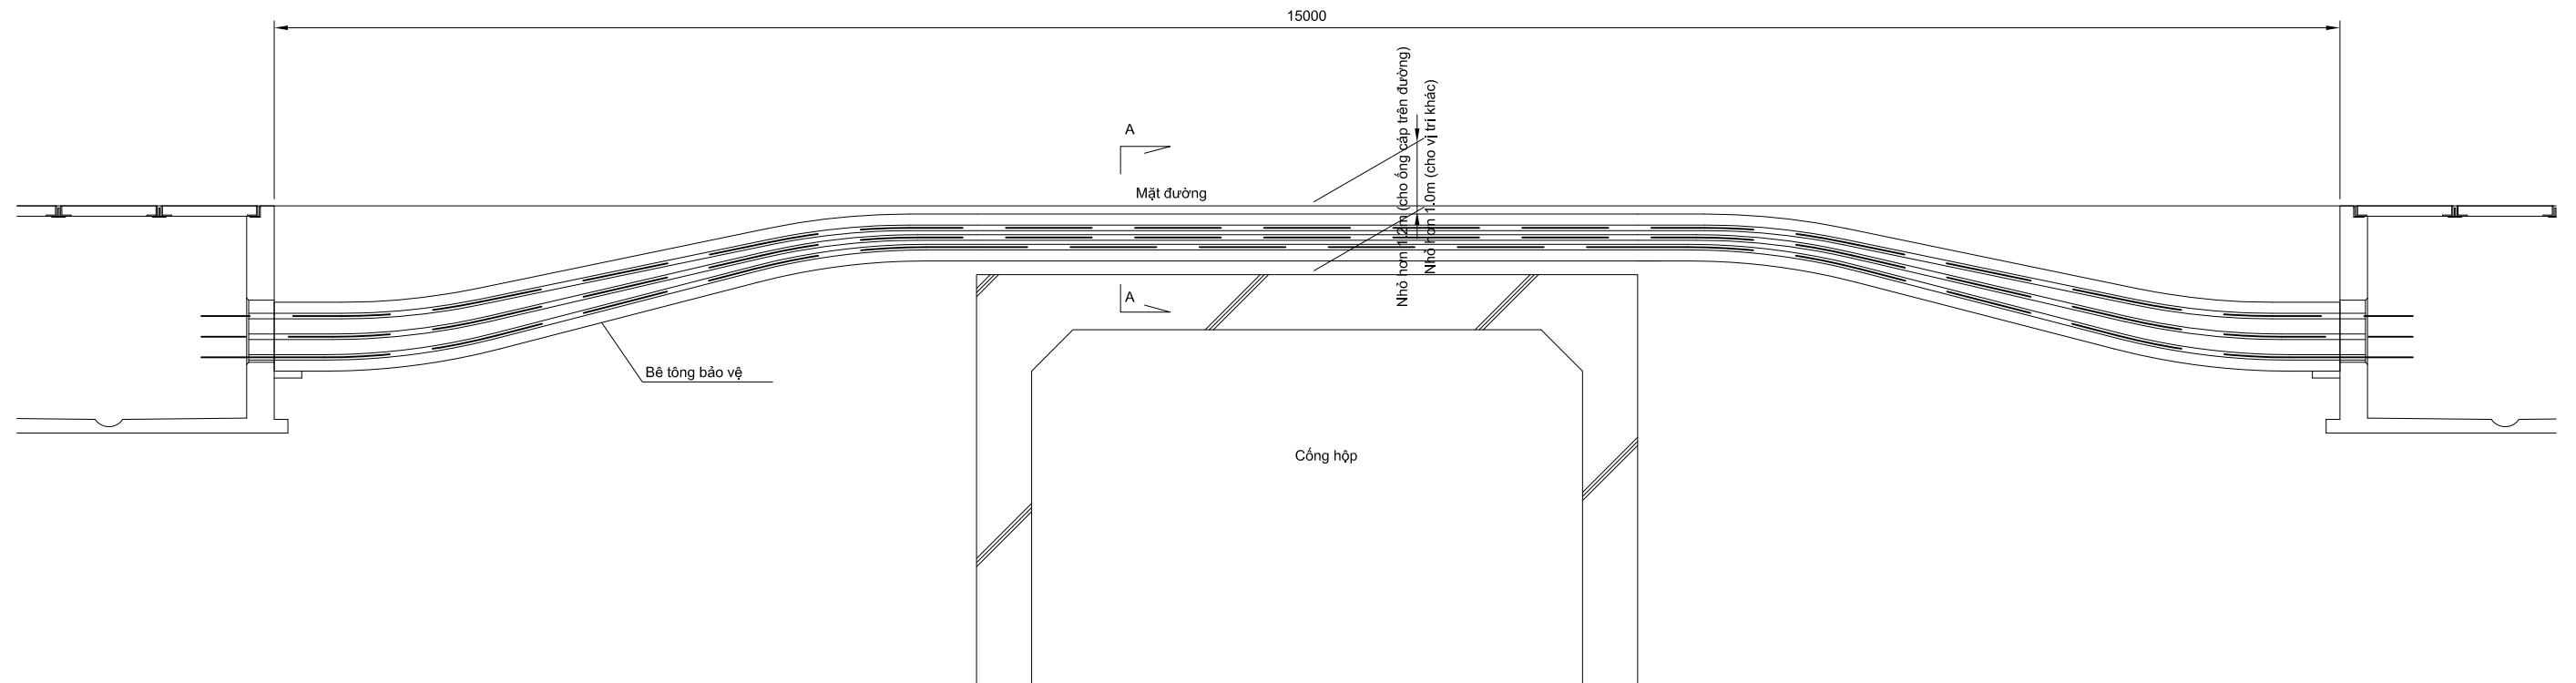 15000
Nhỏ hơn 1.2m (cho ống cáp trên đường)
Nhỏ hơn 1.0m (cho vị trí khác)
A
Mặt đường
A
Bê tông bảo vệ
Cống hộp